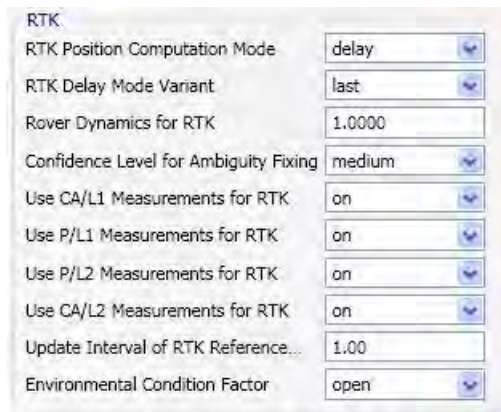 RTK
RTK Position Computation Mode delay
RTK Delay Mode Variant last
Rover Dynamics for RTK 1.0000
Confidence Level for Ambiguity Fixing medium
Use CA/L1 Measurements for RTK on
Use P/L1 Measurements for RTK on
Use P/L2 Measurements for RTK on
Use CA/L2 Measurements for RTK on
Update Interval of RTK Reference... 1.00
Environmental Condition Factor open